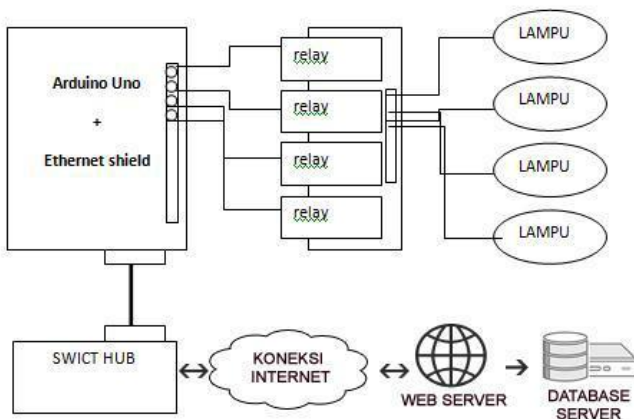 Arduino Uno
+
Ethernet shield
relay
relay
relay
relay
LAMPU
LAMPU
LAMPU
LAMPU
SWICT HUB
KONEKSI
INTERNET
WEB SERVER
DATABASE
SERVER